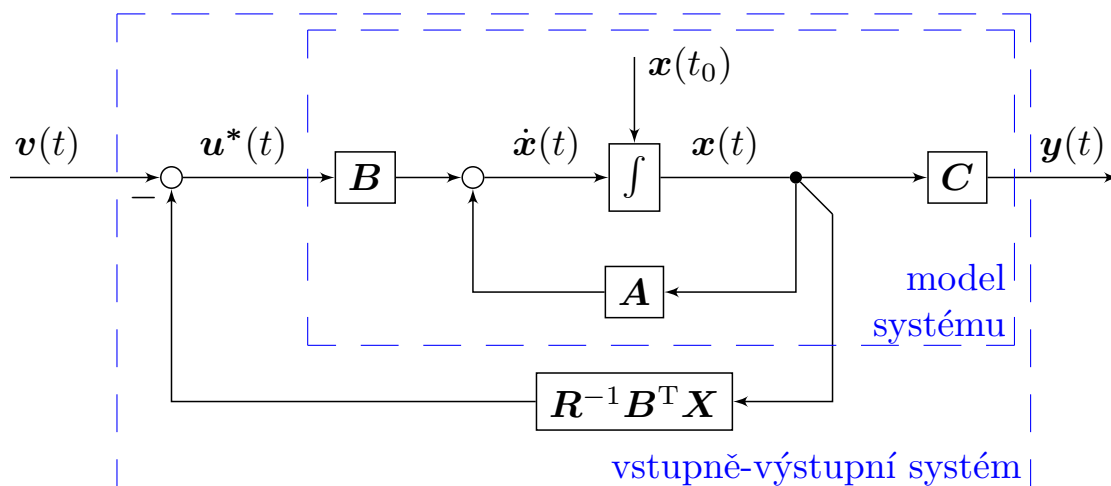 x(t₀)
v(t) u*(t) ẋ(t) x(t) y(t)
B ∫ C
−
A
model
systému
R⁻¹BᵀX
vstupně-výstupní systém